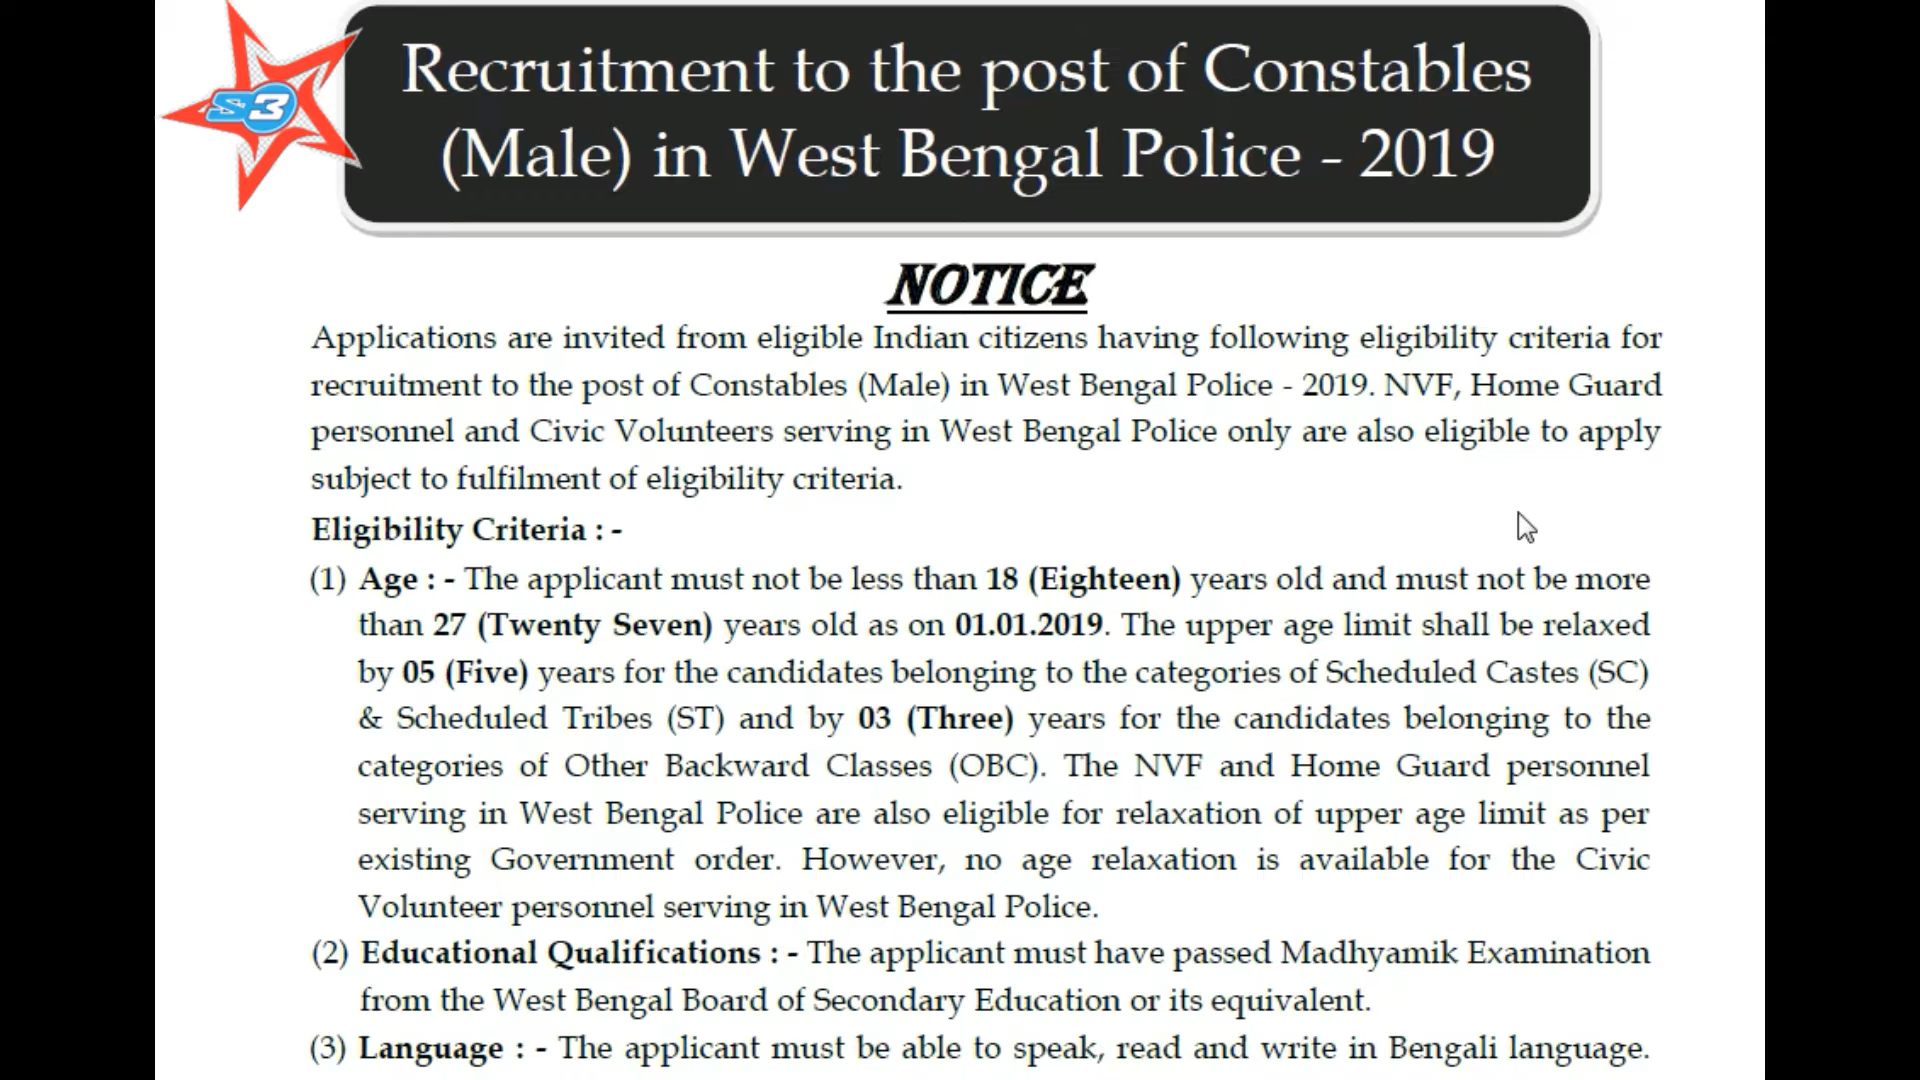 S3
Recruitment to the post of Constables
(Male) in West Bengal Police - 2019
NOTICE
Applications are invited from eligible Indian citizens having following eligibility criteria for
recruitment to the post of Constables (Male) in West Bengal Police - 2019. NVF, Home Guard
personnel and Civic Volunteers serving in West Bengal Police only are also eligible to apply
subject to fulfilment of eligibility criteria.
Eligibility Criteria : -
(1) Age : - The applicant must not be less than 18 (Eighteen) years old and must not be more
than 27 (Twenty Seven) years old as on 01.01.2019. The upper age limit shall be relaxed
by 05 (Five) years for the candidates belonging to the categories of Scheduled Castes (SC)
& Scheduled Tribes (ST) and by 03 (Three) years for the candidates belonging to the
categories of Other Backward Classes (OBC). The NVF and Home Guard personnel
serving in West Bengal Police are also eligible for relaxation of upper age limit as per
existing Government order. However, no age relaxation is available for the Civic
Volunteer personnel serving in West Bengal Police.
(2) Educational Qualifications : - The applicant must have passed Madhyamik Examination
from the West Bengal Board of Secondary Education or its equivalent.
(3) Language : - The applicant must be able to speak, read and write in Bengali language.